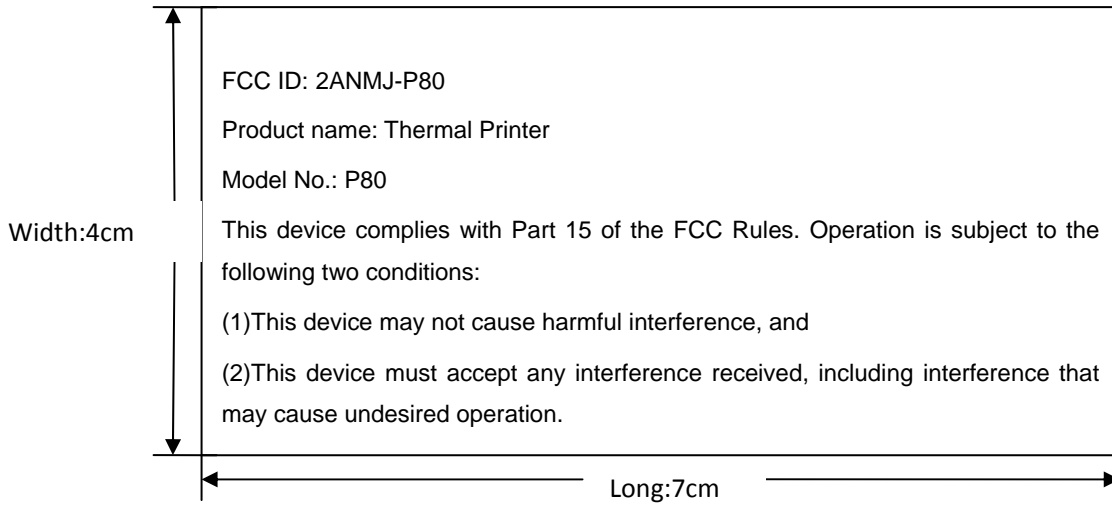 FCC ID: 2ANMJ-P80
Product name: Thermal Printer
Model No.: P80
Width:4cm
This device complies with Part 15 of the FCC Rules. Operation is subject to the
following two conditions:
(1)This device may not cause harmful interference, and
(2)This device must accept any interference received, including interference that
may cause undesired operation.
Long:7cm